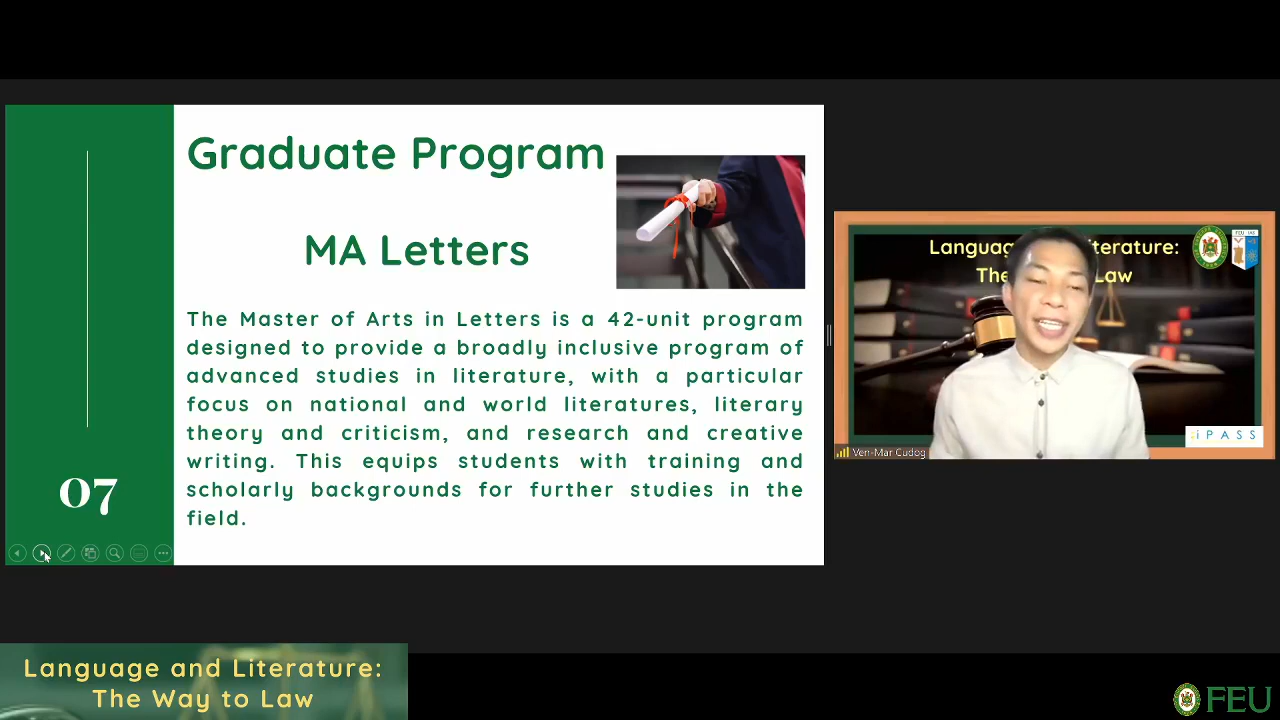 Graduate Program
MA Letters
The Master of Arts in Letters is a 42-unit program
designed to provide a broadly inclusive program of
advanced studies in literature, with a particular
focus on national and world literatures, literary
theory and criticism, and research and creative
writing. This equips students with training and
scholarly backgrounds for further studies in the
field.
07
Languag iterature:
The Law
FEU IAS
iPASS
Ven-Mar Cudog
Language and Literature:
The Way to Law
FEU